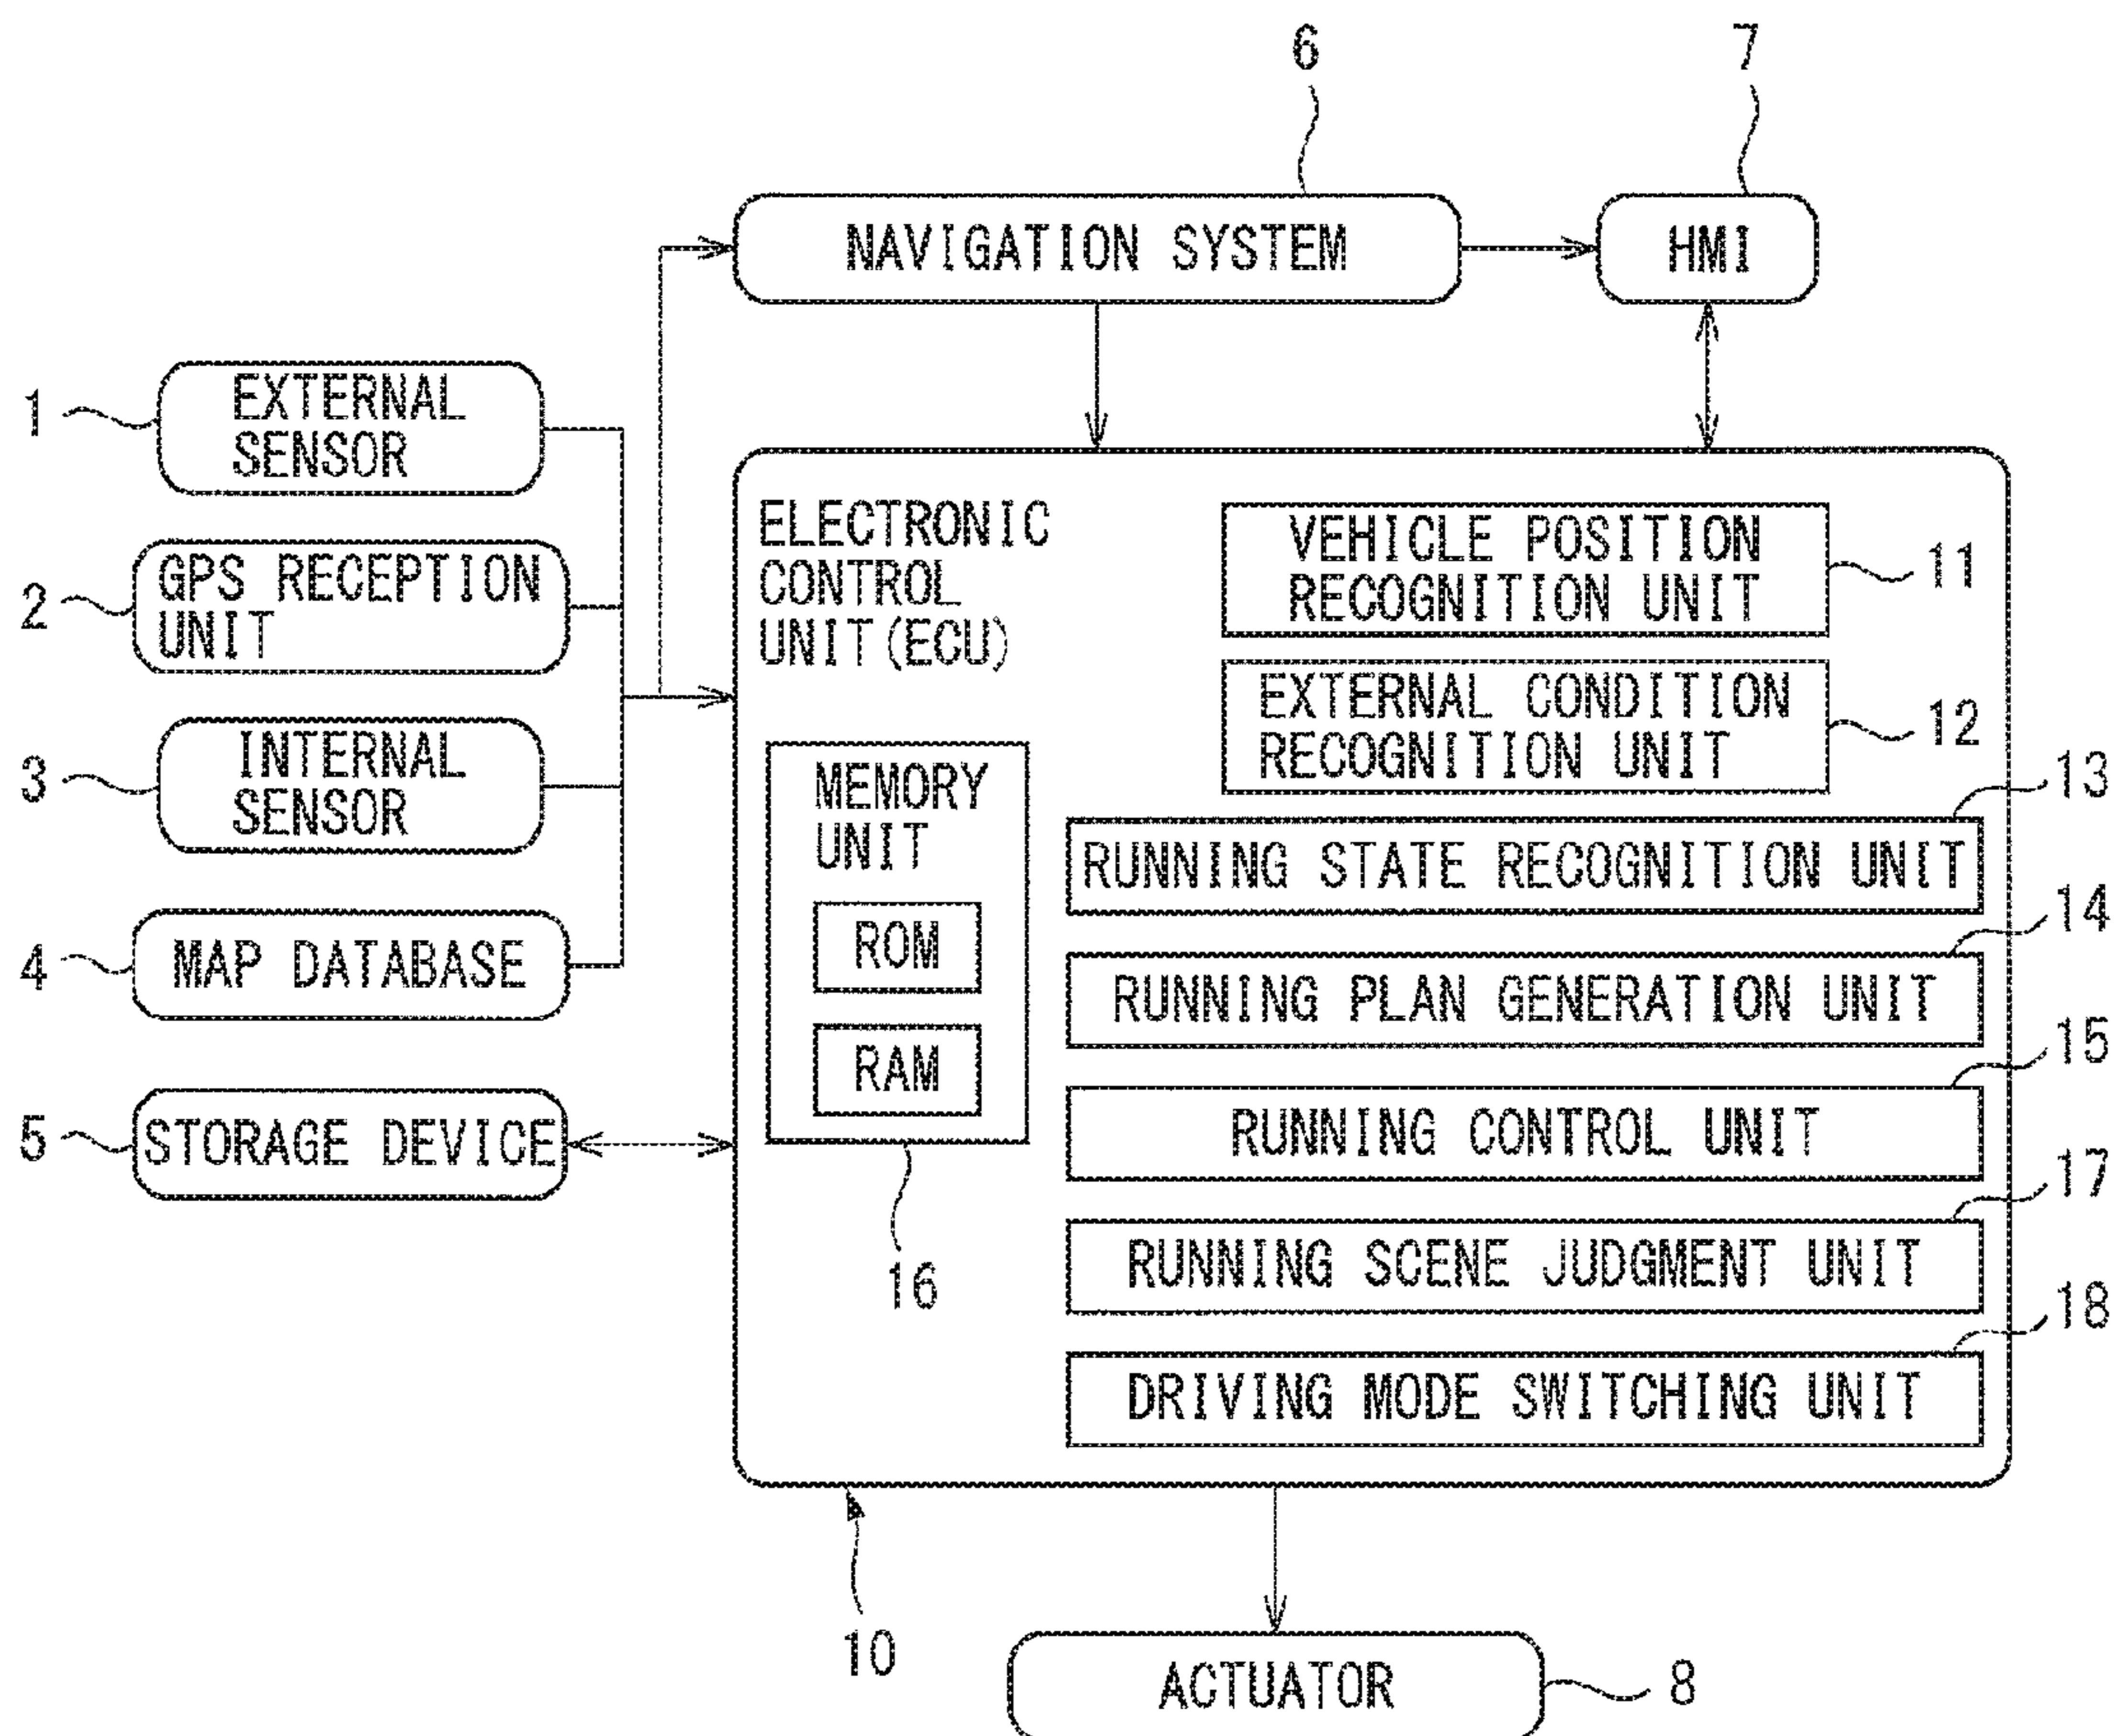 6
7
NAVIGATION SYSTEM
HMI
1
EXTERNAL
SENSOR
2
GPS RECEPTION
UNIT
3
INTERNAL
SENSOR
4
MAP DATABASE
5
STORAGE DEVICE
ELECTRONIC
CONTROL
UNIT(ECU)
MEMORY
UNIT
ROM
RAM
16
VEHICLE POSITION
RECOGNITION UNIT
11
EXTERNAL CONDITION
RECOGNITION UNIT
12
13
RUNNING STATE RECOGNITION UNIT
14
RUNNING PLAN GENERATION UNIT
15
RUNNING CONTROL UNIT
17
RUNNING SCENE JUDGMENT UNIT
18
DRIVING MODE SWITCHING UNIT
10
ACTUATOR
8